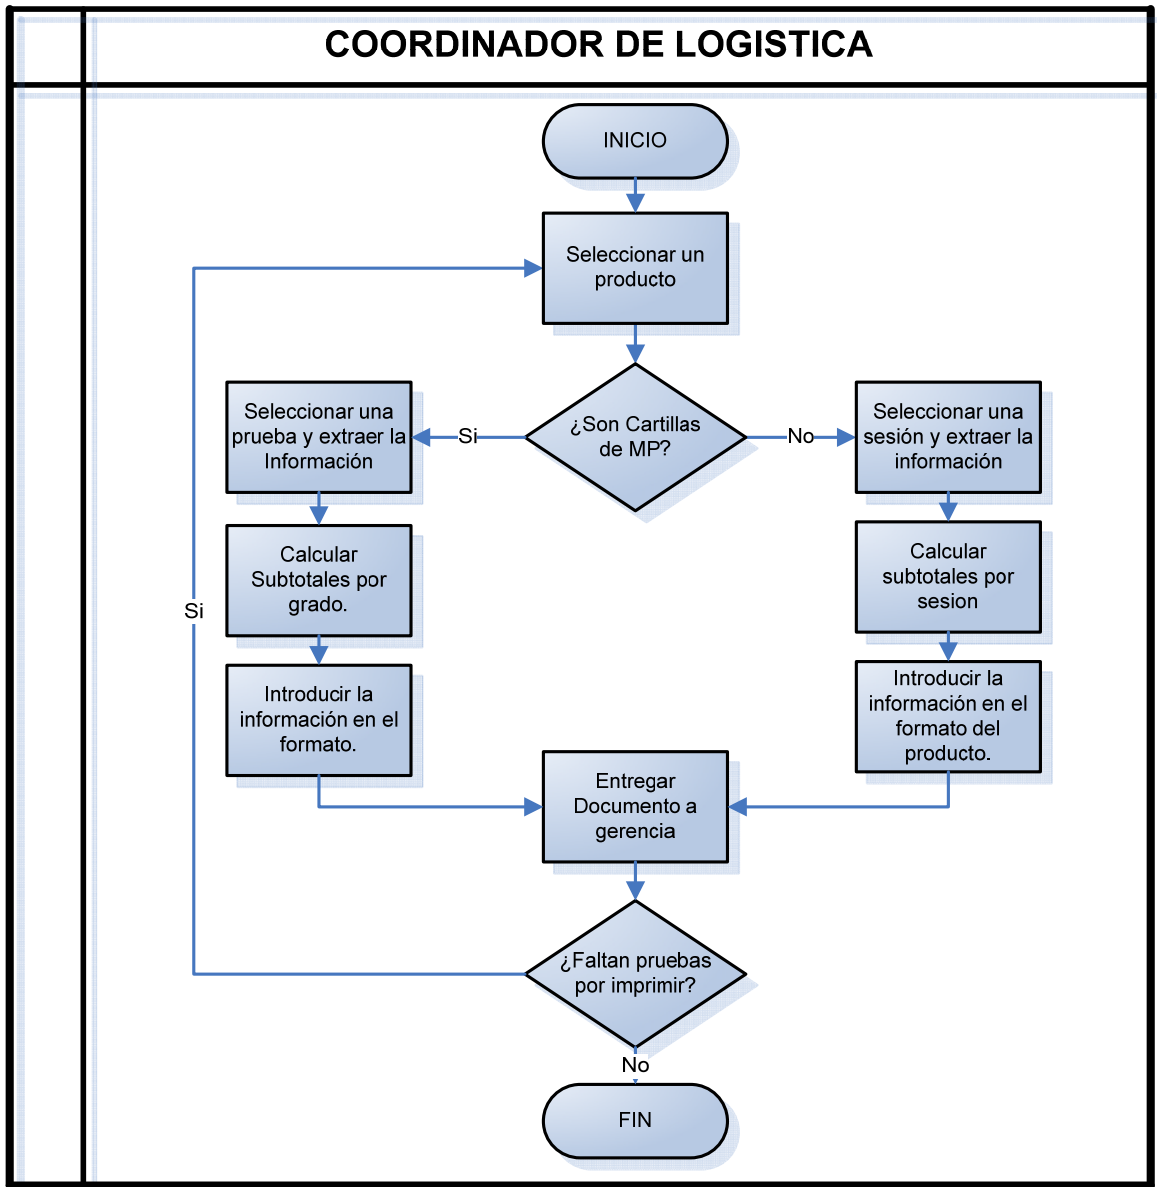 COORDINADOR DE LOGISTICA
INICIO
Seleccionar un
producto
¿Son Cartillas
de MP?
Si
No
Seleccionar una
prueba y extraer la
Información
Calcular
Subtotales por
grado.
Introducir la
información en el
formato.
Seleccionar una
sesión y extraer la
información
Calcular
subtotales por
sesion
Introducir la
información en el
formato del
producto.
Entregar
Documento a
gerencia
¿Faltan pruebas
por imprimir?
Si
No
FIN